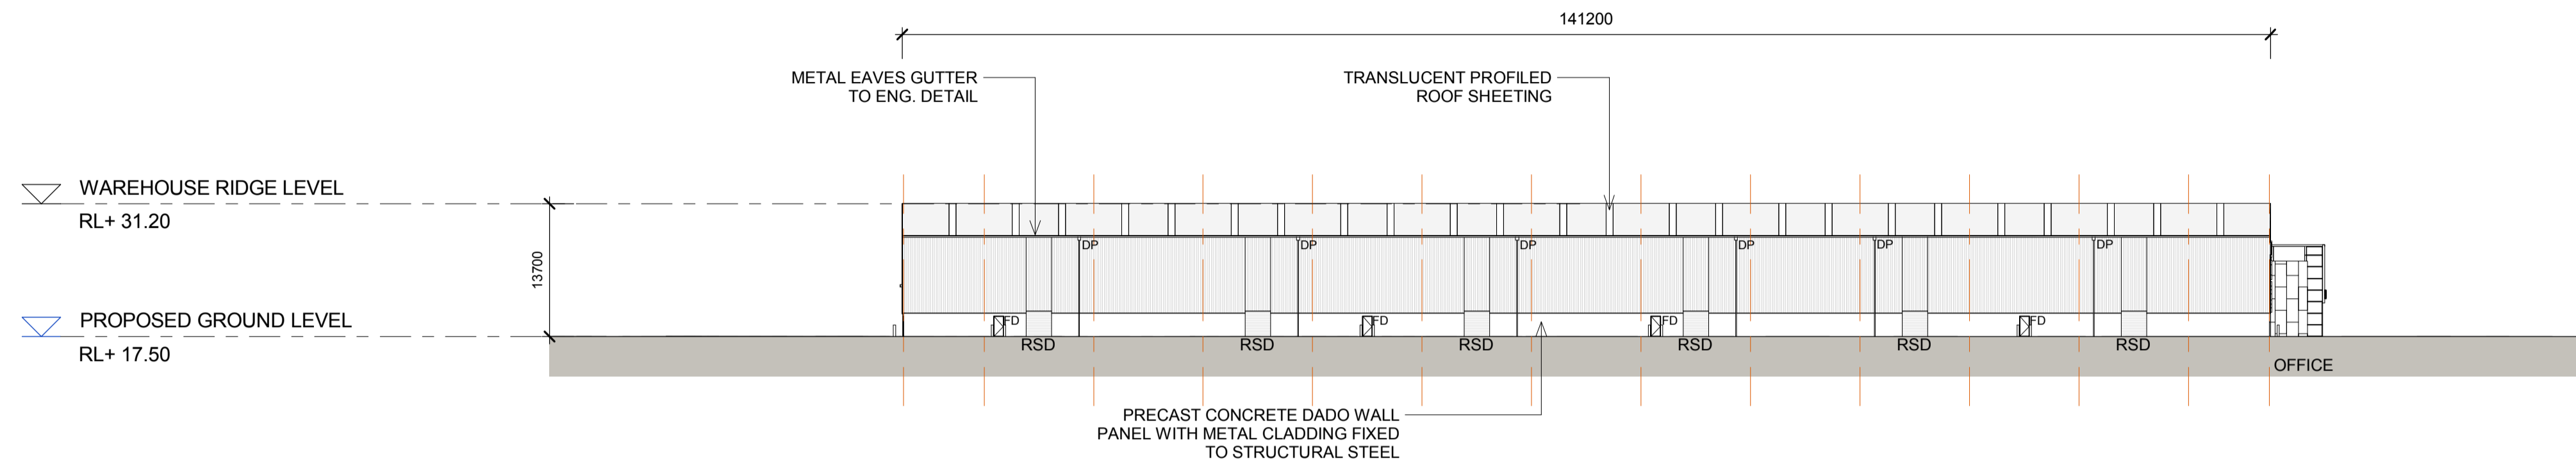 141200
METAL EAVES GUTTER
TO ENG. DETAIL
TRANSLUCENT PROFILED
ROOF SHEETING
WAREHOUSE RIDGE LEVEL
RL+ 31.20
13700
DP DP DP DP DP DP
PROPOSED GROUND LEVEL
RL+ 17.50
FD FD FD FD
RSD RSD RSD RSD RSD RSD
OFFICE
PRECAST CONCRETE DADO WALL
PANEL WITH METAL CLADDING FIXED
TO STRUCTURAL STEEL